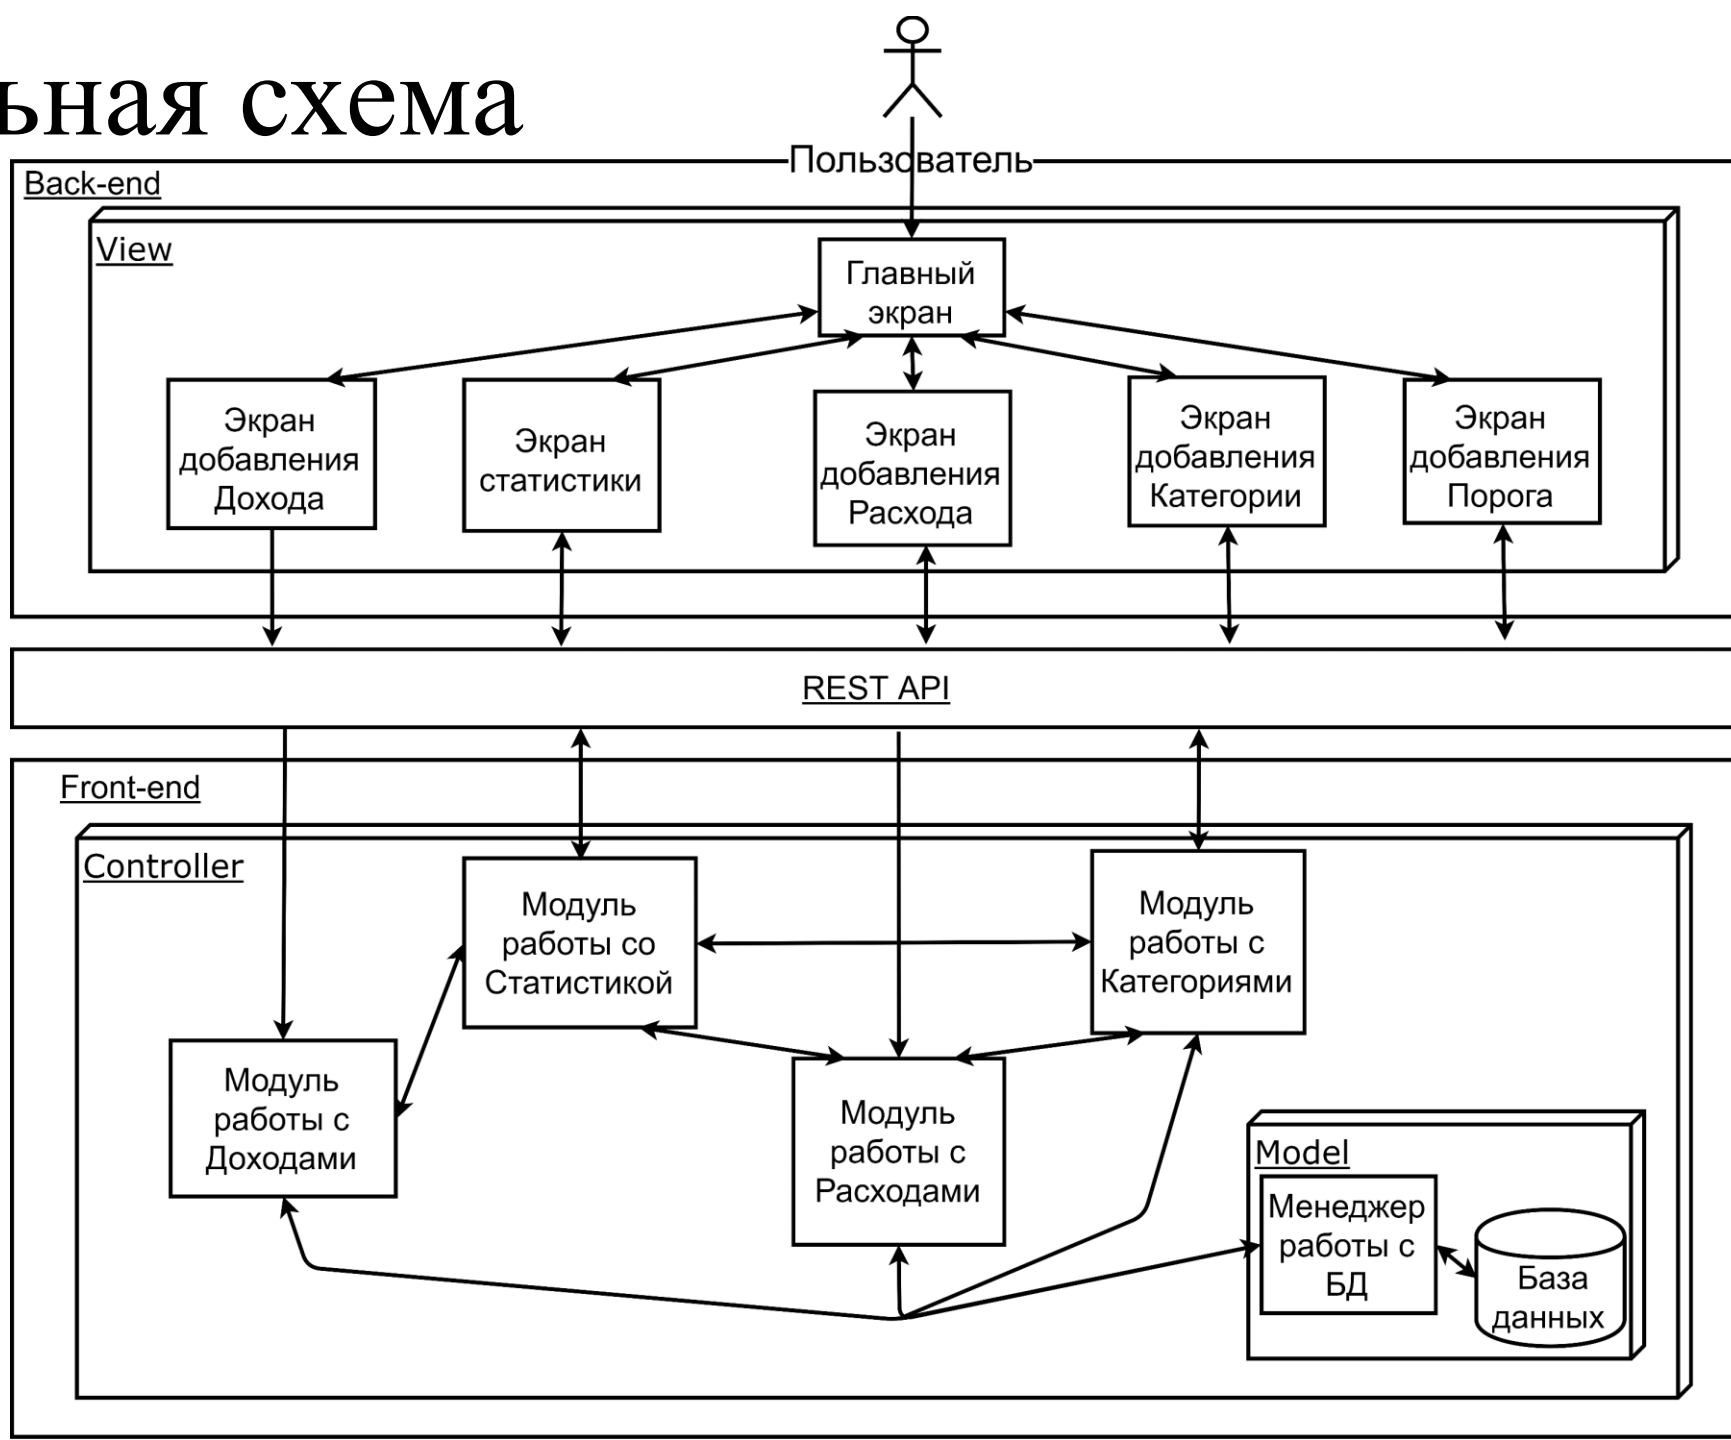 ьная схема
Пользователь
Back-end
View
Главный
экран
Экран
добавления
Дохода
Экран
статистики
Экран
добавления
Расхода
Экран
добавления
Категории
Экран
добавления
Порога
REST API
Front-end
Controller
Модуль
работы со
Статистикой
Модуль
работы с
Категориями
Модуль
работы с
Доходами
Модуль
работы с
Расходами
Model
Менеджер
работы с
БД
База
данных